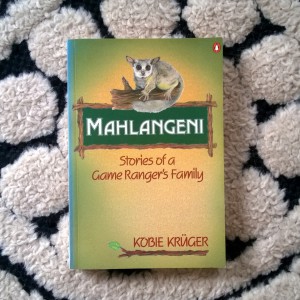 MAHLANGENI
Stories of a
Game Ranger's Family
KOBIE KRÜGER